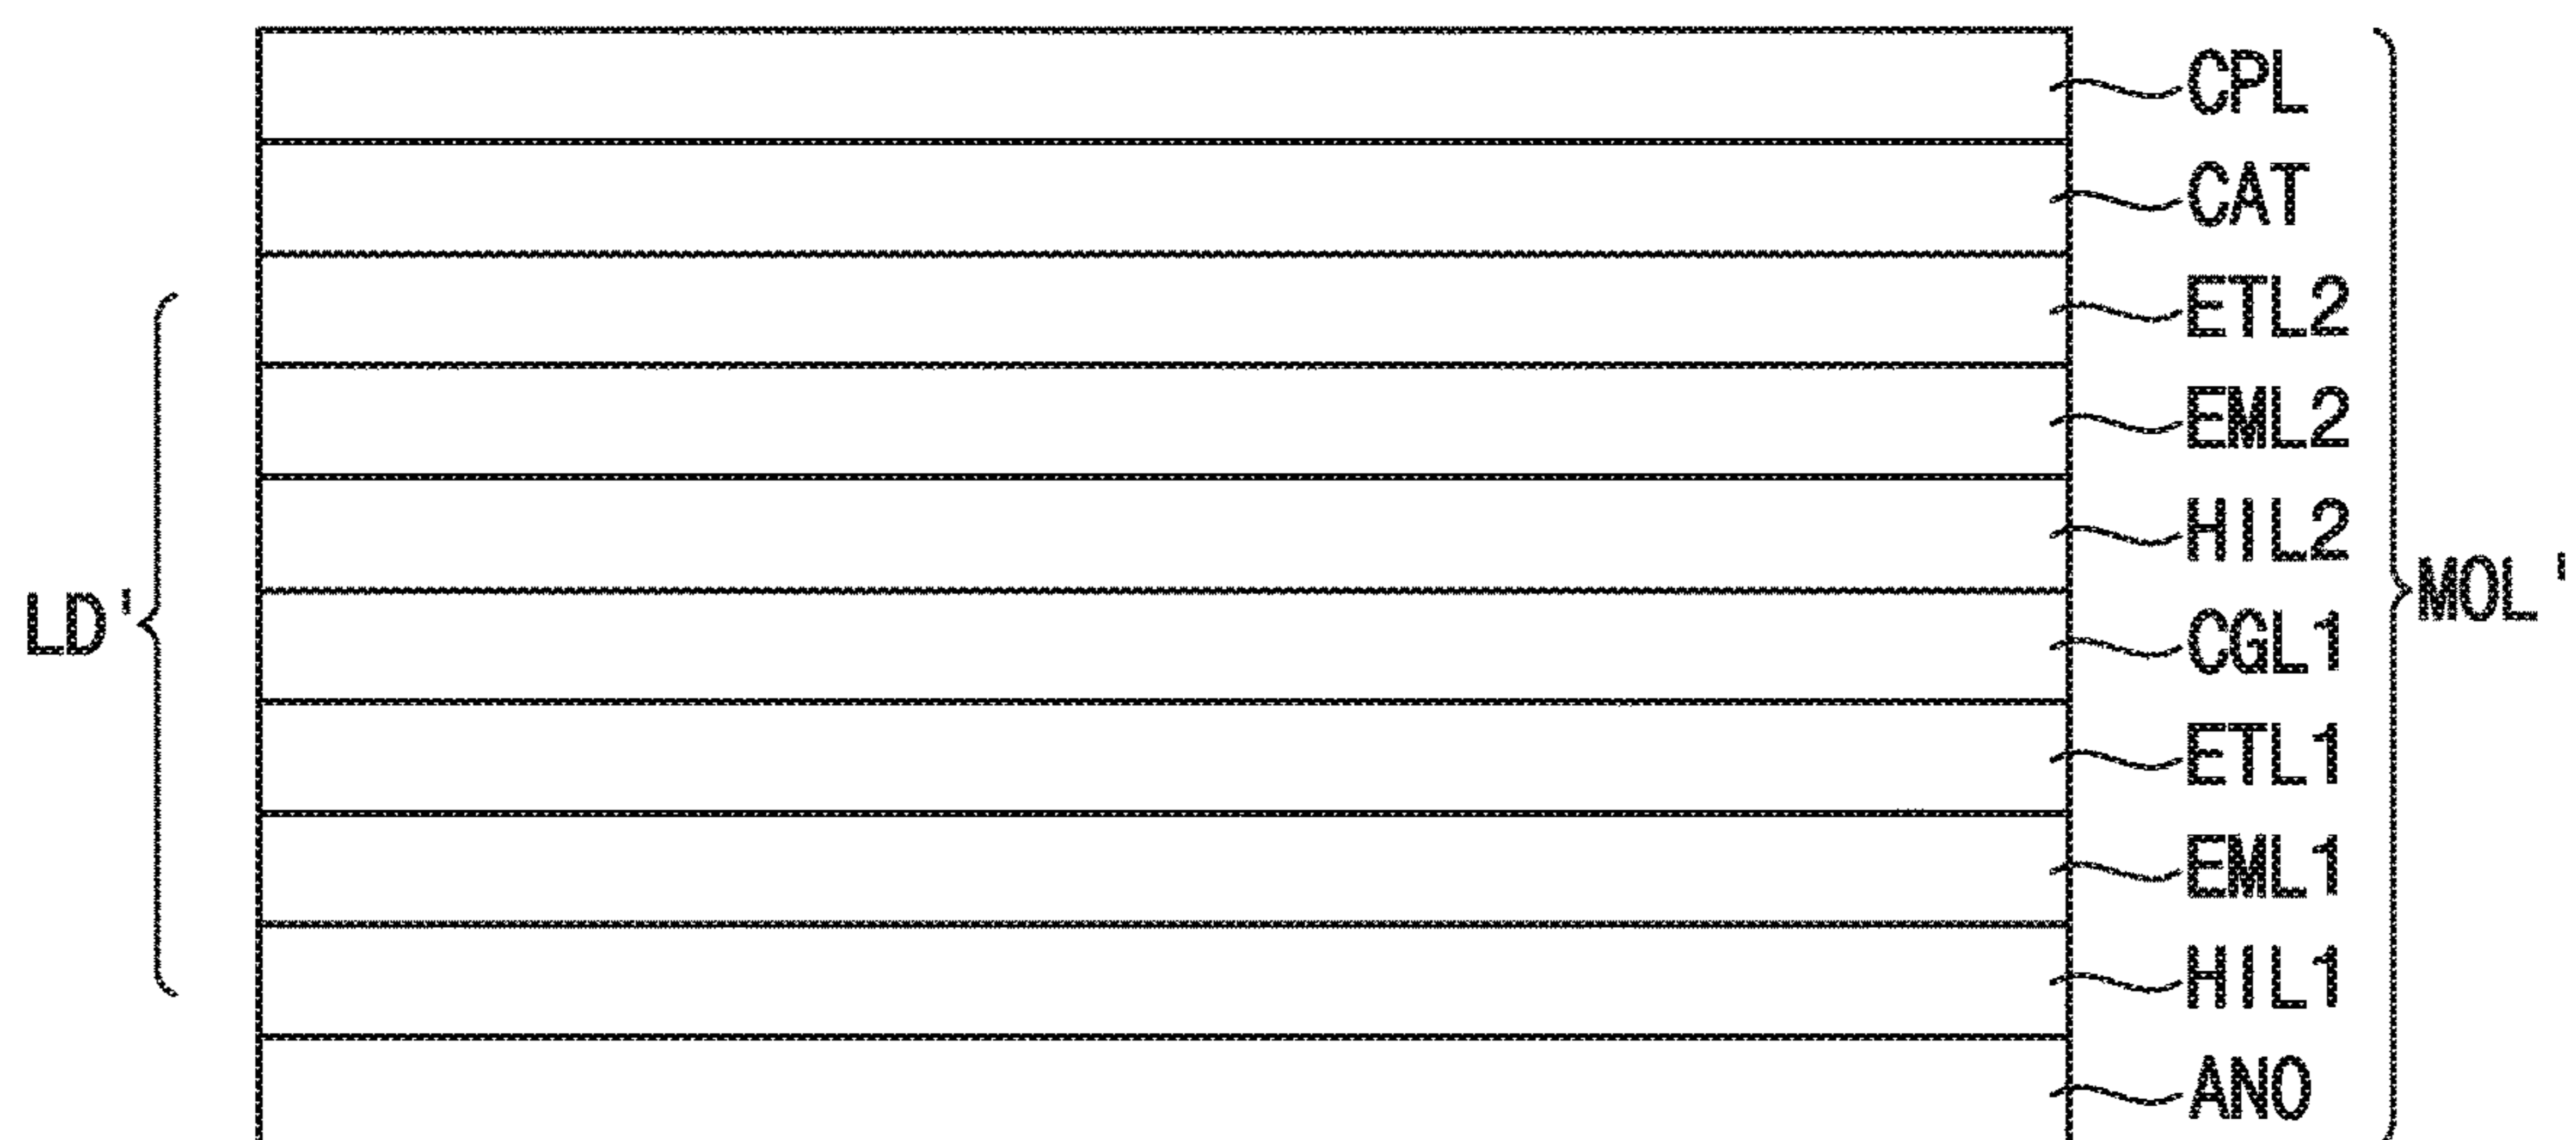 CPL
CAT
ETL2
EML2
HIL2
CGL1
ETL1
EML1
HIL1
ANO
LD'
MOL'